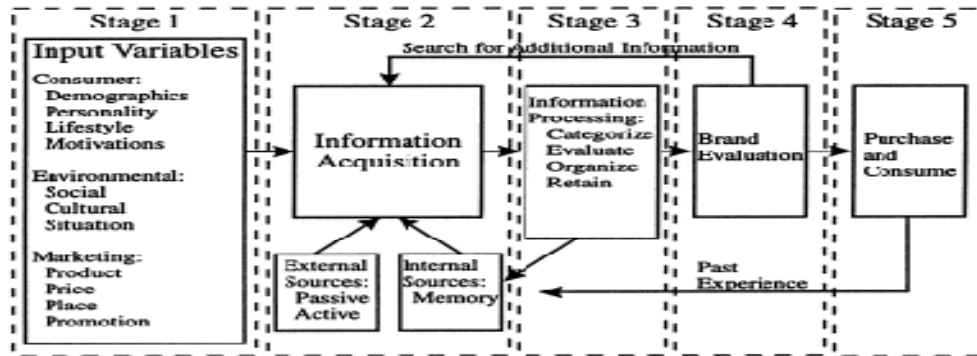 Stage 1
Stage 2
Stage 3
Stage 4
Stage 5
Input Variables
Consumer:
Demographics
Personality
Lifestyle
Motivations
Environmental:
Social
Cultural
Situation
Marketing:
Product
Price
Place
Promotion
Search for Additional Information
Information
Acquisition
External
Sources:
Passive
Active
Internal
Sources:
Memory
Information
Processing:
Categorize
Evaluate
Organize
Retain
Brand
Evaluation
Purchase
and
Consume
Past
Experience